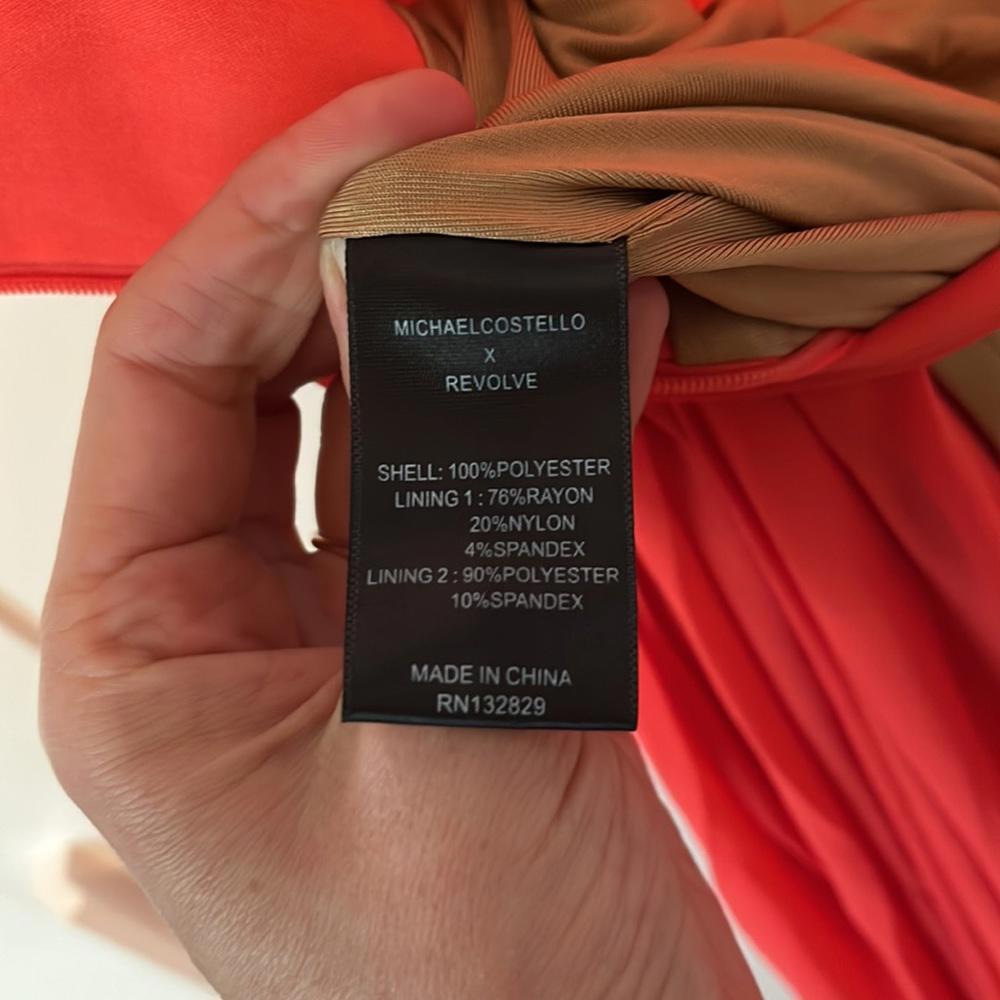 MICHAELCOSTELLO
X
REVOLVE
SHELL: 100%POLYESTER
LINING 1 : 76%RAYON
20%NYLON
4%SPANDEX
LINING 2 : 90%POLYESTER
10%SPANDEX
MADE IN CHINA
RN132829